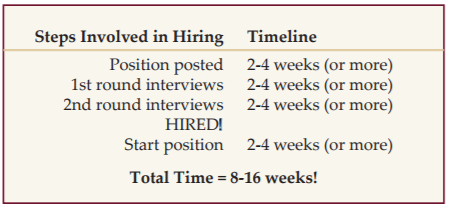 Steps Involved in Hiring Timeline
Position posted 2-4 weeks (or more)
1st round interviews 2-4 weeks (or more)
2nd round interviews 2-4 weeks (or more)
HIRED!
Start position 2-4 weeks (or more)
Total Time = 8-16 weeks!